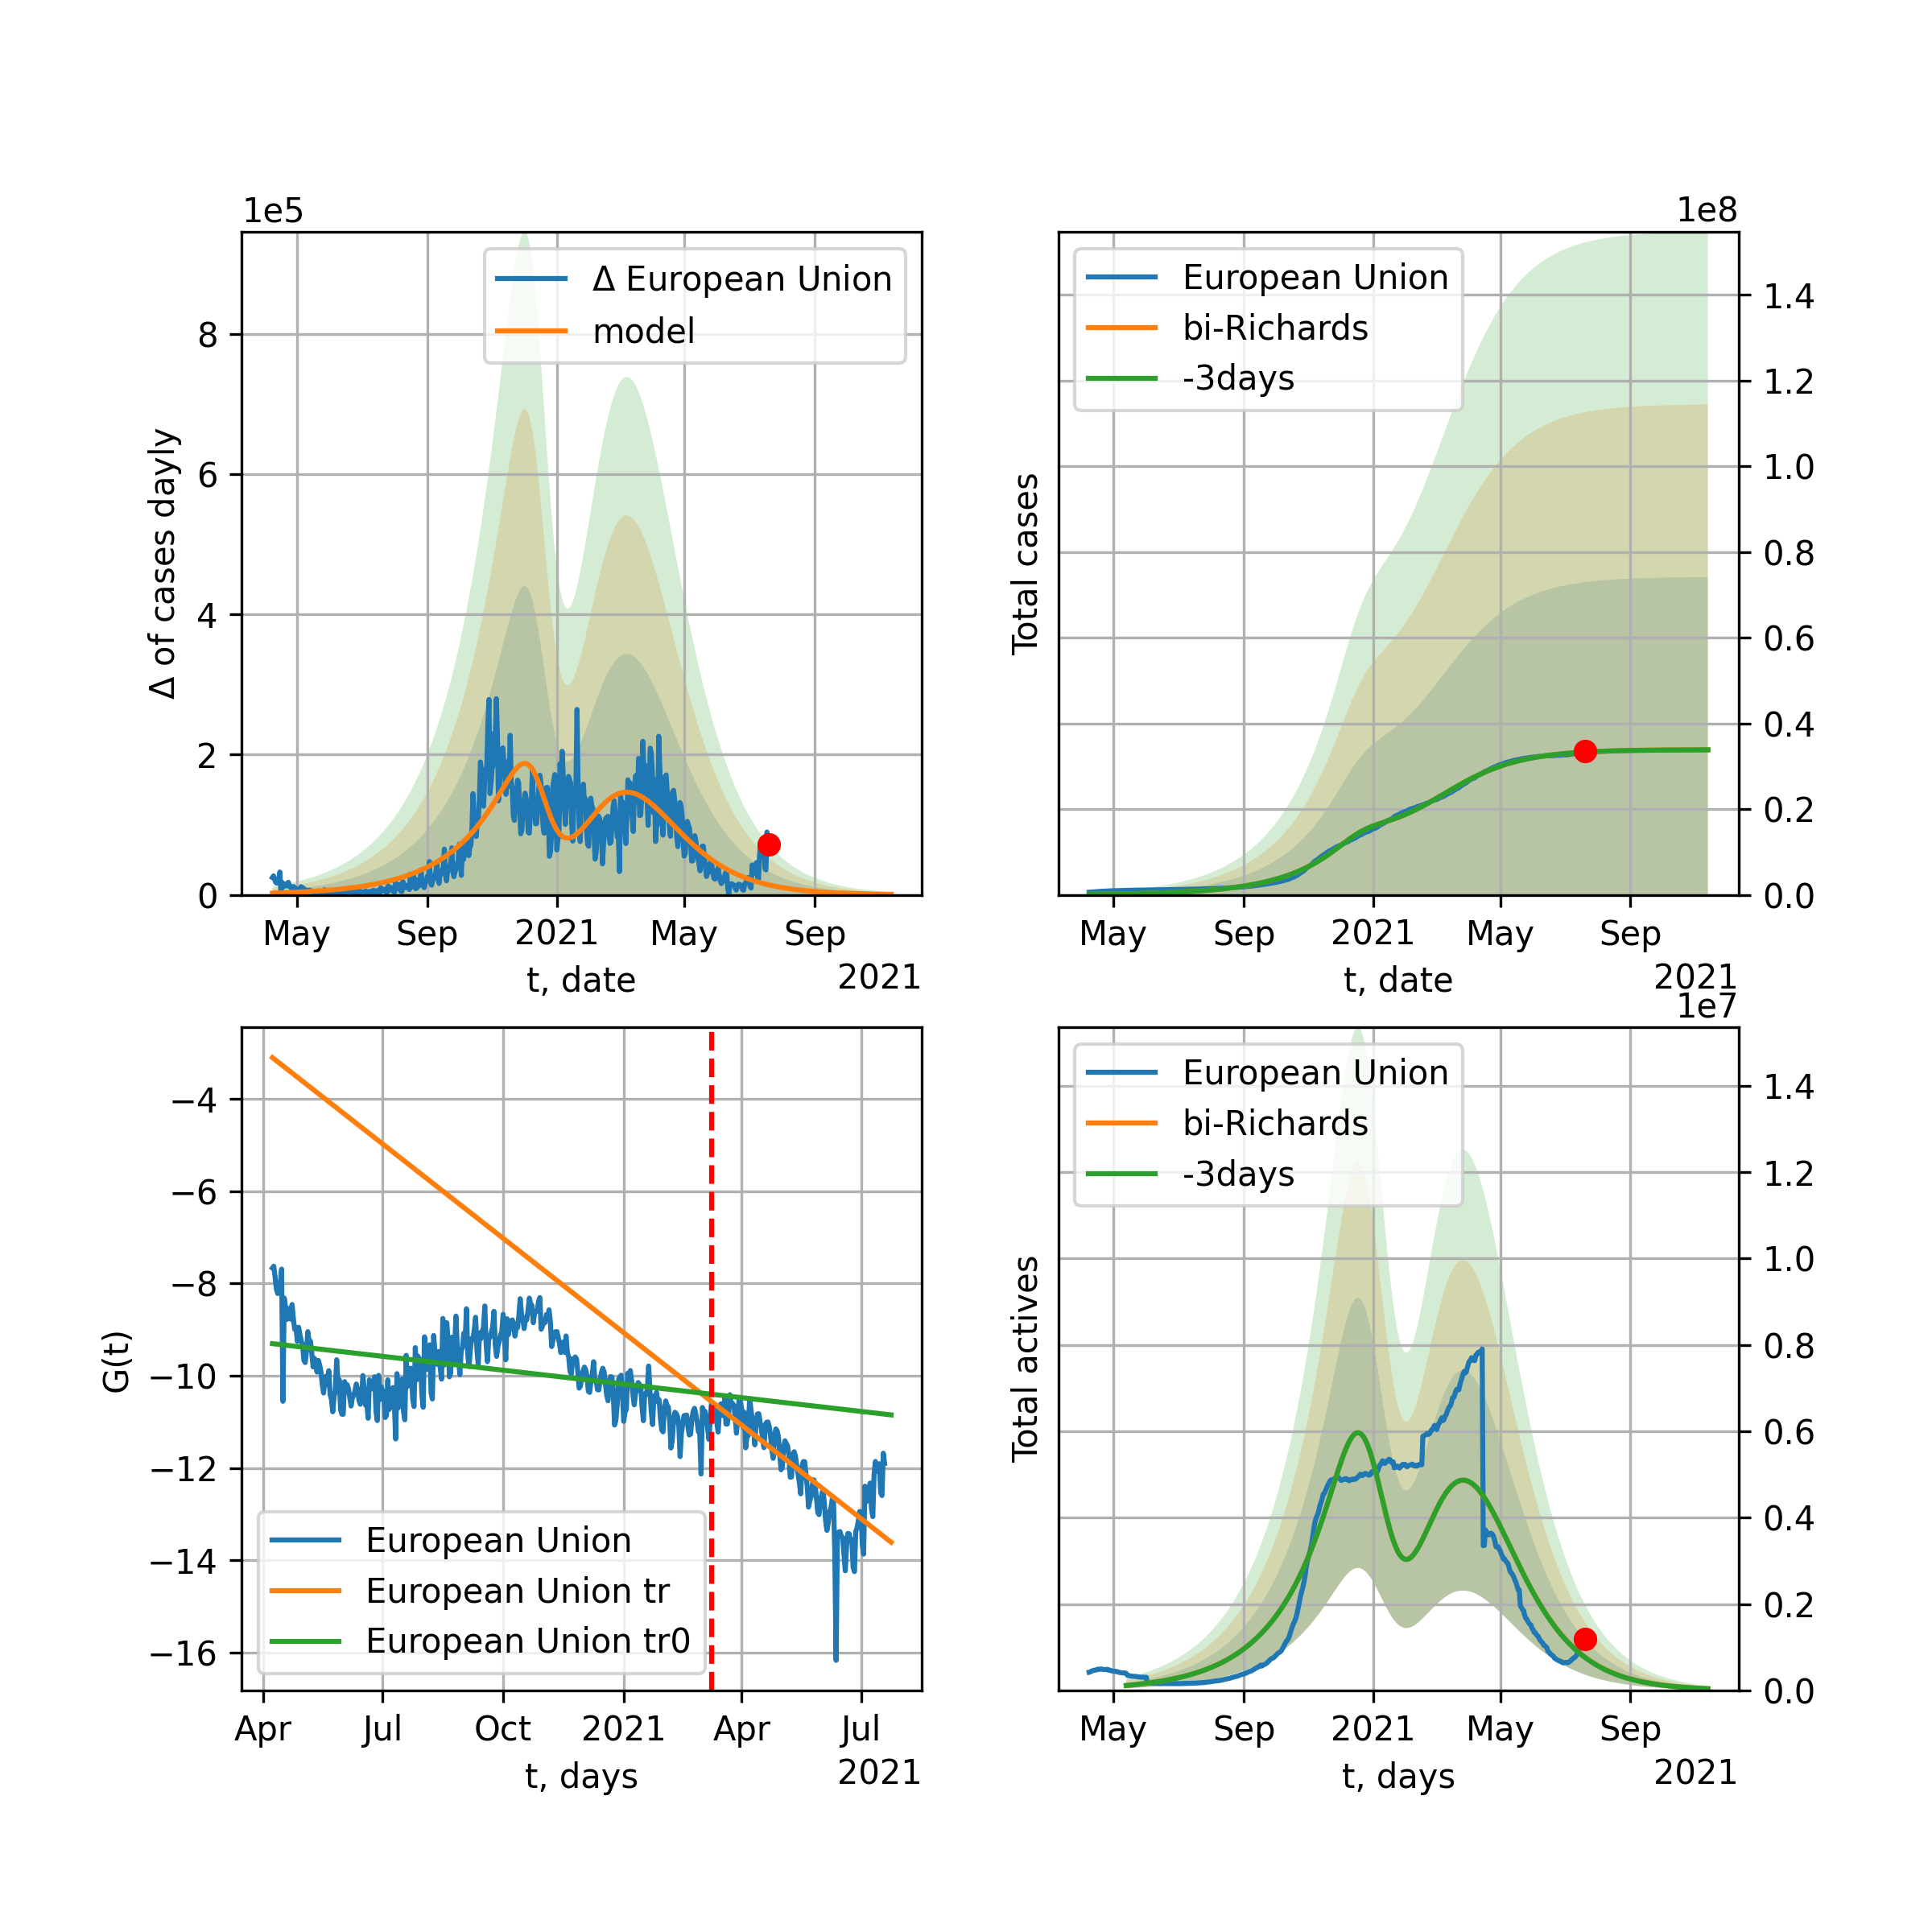 1e5
Δ of cases dayly
8
6
4
2
0
Δ European Union
model
May Sep 2021 May Sep
t, date
2021
1e8
Total cases
European Union
bi-Richards
-3days
1.4
1.2
1.0
0.8
0.6
0.4
0.2
0.0
May Sep 2021 May Sep
t, date
2021
G(t)
−4
−6
−8
−10
−12
−14
−16
European Union
European Union tr
European Union tr0
Apr Jul Oct 2021 Apr Jul
t, days
2021
1e7
Total actives
European Union
bi-Richards
-3days
1.4
1.2
1.0
0.8
0.6
0.4
0.2
0.0
May Sep 2021 May Sep
t, days
2021